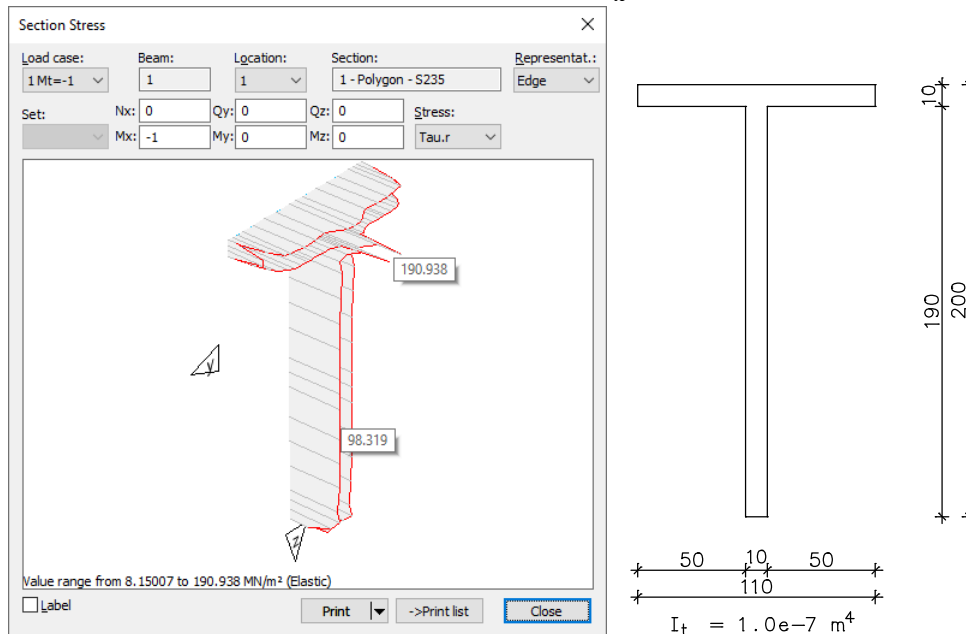 Section Stress
Load case: Beam: Location: Section: Representat.:
1 Mt=-1 1 1 1 - Polygon - S235 Edge
Set: Nx: 0 Qy: 0 Qz: 0 Stress:
Mx: -1 My: 0 Mz: 0 Tau.r
190.938
y
98.319
z
Value range from 8.15007 to 190.938 MN/m² (Elastic)
Label Print ->Print list Close
10
190
200
50 10 50
110
It = 1.0e-7 m⁴